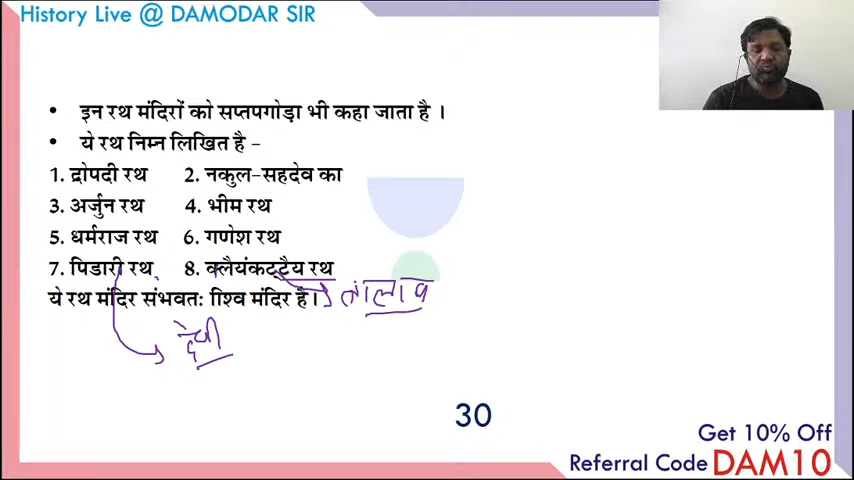 History Live @ DAMODAR SIR
• इन रथ मंदिरों को सप्तपगोड़ा भी कहा जाता है ।
• ये रथ निम्न लिखित है –
1. द्रोपदी रथ 2. नकुल-सहदेव का
3. अर्जुन रथ 4. भीम रथ
5. धर्मराज रथ 6. गणेश रथ
7. पिडारी रथ 8. क्लैयंकट्टैय रथ
ये रथ मंदिर संभवतः शिव मंदिर है।
तालाव
देवी
30
Get 10% Off
Referral Code DAM10